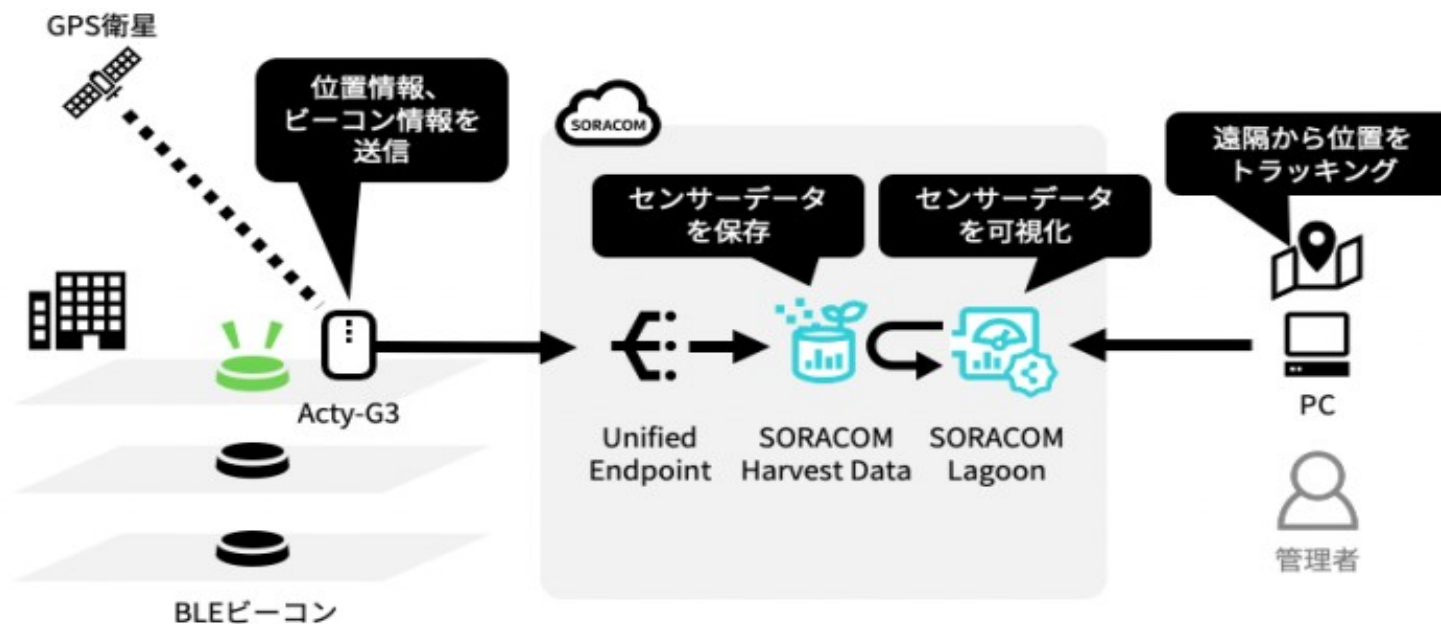 GPS衛星
位置情報、
ビーコン情報を
送信
SORACOM
遠隔から位置を
トラッキング
センサーデータ
を保存
センサーデータ
を可視化
Acty-G3
Unified
Endpoint
SORACOM
Harvest Data
SORACOM
Lagoon
PC
管理者
BLEビーコン